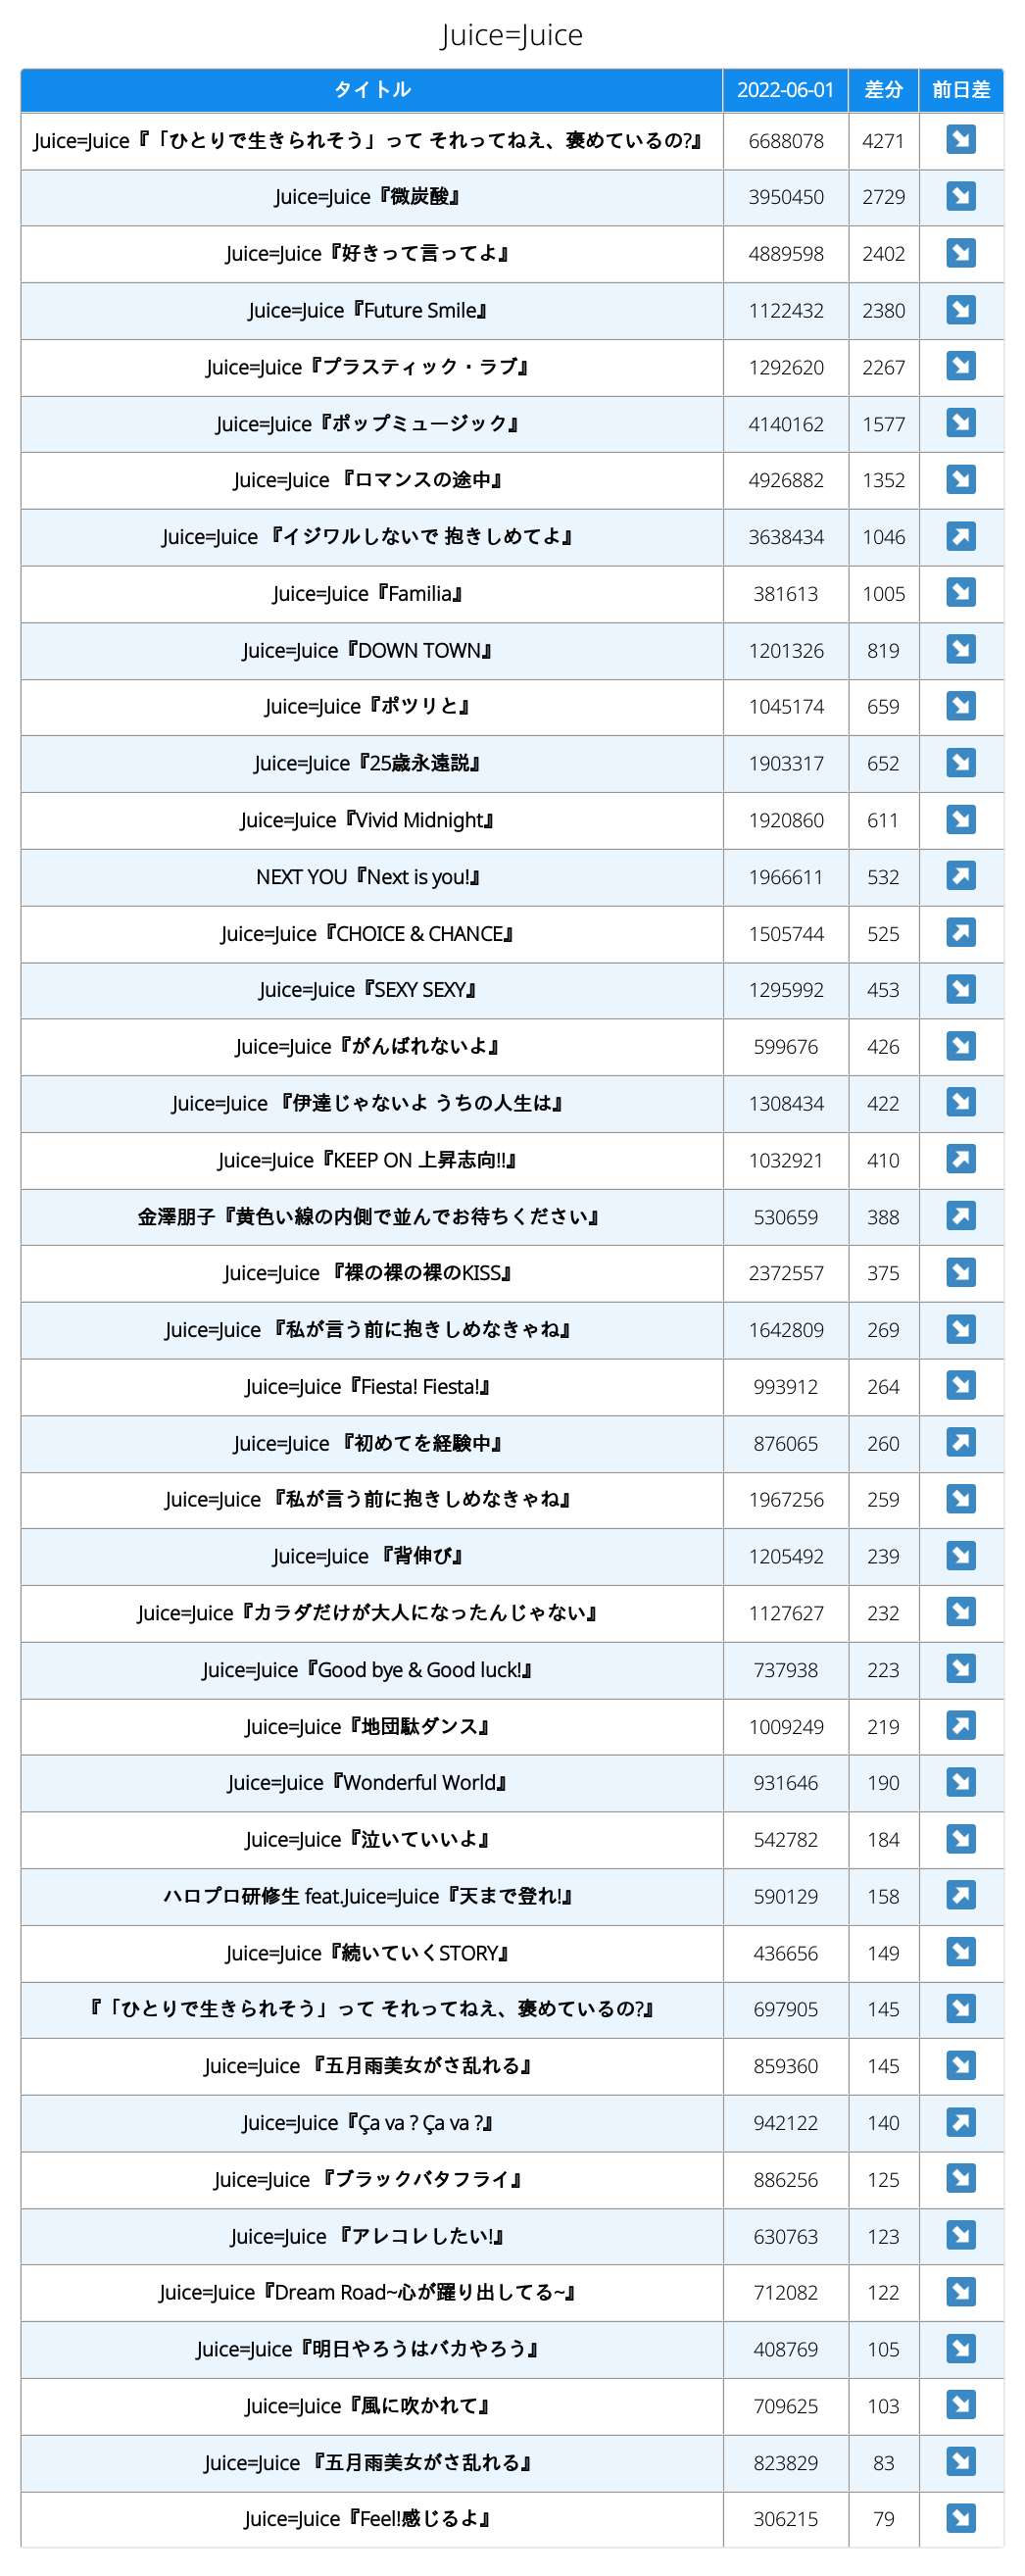 Juice=Juice
タイトル 2022-06-01 差分 前日差
Juice=Juice『「ひとりで生きられそう」って それってねえ、褒めているの?』 6688078 4271
Juice=Juice『微炭酸』 3950450 2729
Juice=Juice『好きって言ってよ』 4889598 2402
Juice=Juice『Future Smile』 1122432 2380
Juice=Juice『プラスティック・ラブ』 1292620 2267
Juice=Juice『ポップミュージック』 4140162 1577
Juice=Juice 『ロマンスの途中』 4926882 1352
Juice=Juice 『イジワルしないで 抱きしめてよ』 3638434 1046
Juice=Juice『Familia』 381613 1005
Juice=Juice『DOWN TOWN』 1201326 819
Juice=Juice『ポツリと』 1045174 659
Juice=Juice『25歳永遠説』 1903317 652
Juice=Juice『Vivid Midnight』 1920860 611
NEXT YOU『Next is you!』 1966611 532
Juice=Juice『CHOICE & CHANCE』 1505744 525
Juice=Juice『SEXY SEXY』 1295992 453
Juice=Juice『がんばれないよ』 599676 426
Juice=Juice 『伊達じゃないよ うちの人生は』 1308434 422
Juice=Juice『KEEP ON 上昇志向!!』 1032921 410
金澤朋子『黄色い線の内側で並んでお待ちください』 530659 388
Juice=Juice 『裸の裸の裸のKISS』 2372557 375
Juice=Juice 『私が言う前に抱きしめなきゃね』 1642809 269
Juice=Juice『Fiesta! Fiesta!』 993912 264
Juice=Juice 『初めてを経験中』 876065 260
Juice=Juice 『私が言う前に抱きしめなきゃね』 1967256 259
Juice=Juice 『背伸び』 1205492 239
Juice=Juice『カラダだけが大人になったんじゃない』 1127627 232
Juice=Juice『Good bye & Good luck!』 737938 223
Juice=Juice『地団駄ダンス』 1009249 219
Juice=Juice『Wonderful World』 931646 190
Juice=Juice『泣いていいよ』 542782 184
ハロプロ研修生 feat.Juice=Juice『天まで登れ!』 590129 158
Juice=Juice『続いていくSTORY』 436656 149
『「ひとりで生きられそう」って それってねえ、褒めているの?』 697905 145
Juice=Juice 『五月雨美女がさ乱れる』 859360 145
Juice=Juice『Ça va ? Ça va ?』 942122 140
Juice=Juice 『ブラックバタフライ』 886256 125
Juice=Juice 『アレコレしたい!』 630763 123
Juice=Juice『Dream Road~心が躍り出してる~』 712082 122
Juice=Juice『明日やろうはバカやろう』 408769 105
Juice=Juice『風に吹かれて』 709625 103
Juice=Juice 『五月雨美女がさ乱れる』 823829 83
Juice=Juice『Feel!感じるよ』 306215 79